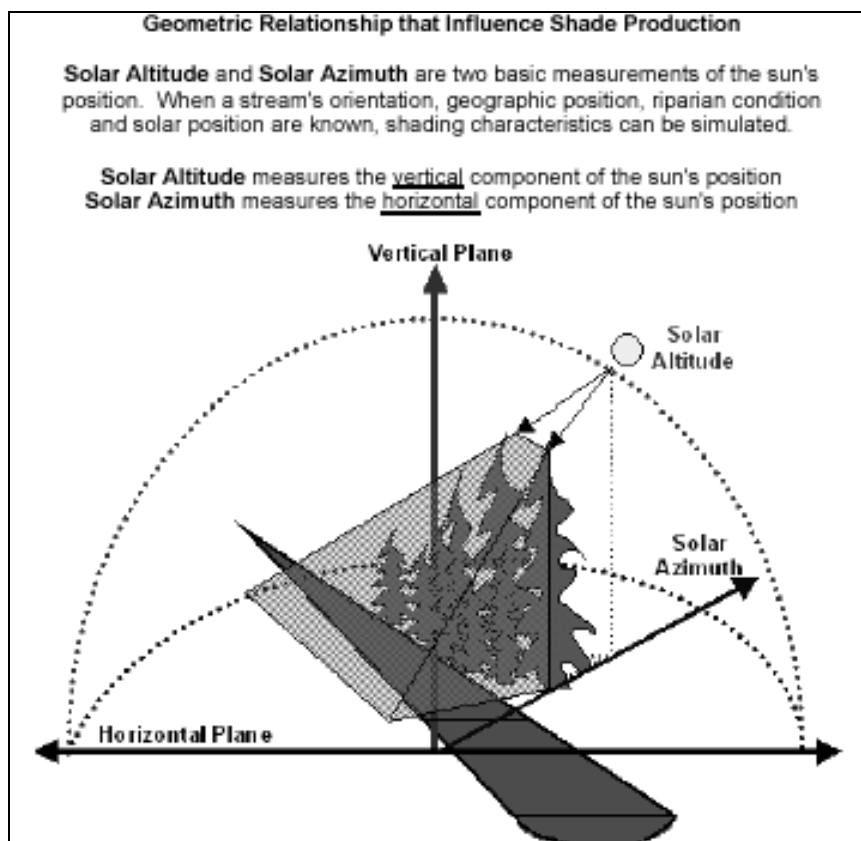 Geometric Relationship that Influence Shade Production
Solar Altitude and Solar Azimuth are two basic measurements of the sun's
position. When a stream's orientation, geographic position, riparian condition
and solar position are known, shading characteristics can be simulated.
Solar Altitude measures the vertical component of the sun's position
Solar Azimuth measures the horizontal component of the sun's position
Vertical Plane
Solar
Altitude
Solar
Azimuth
Horizontal Plane